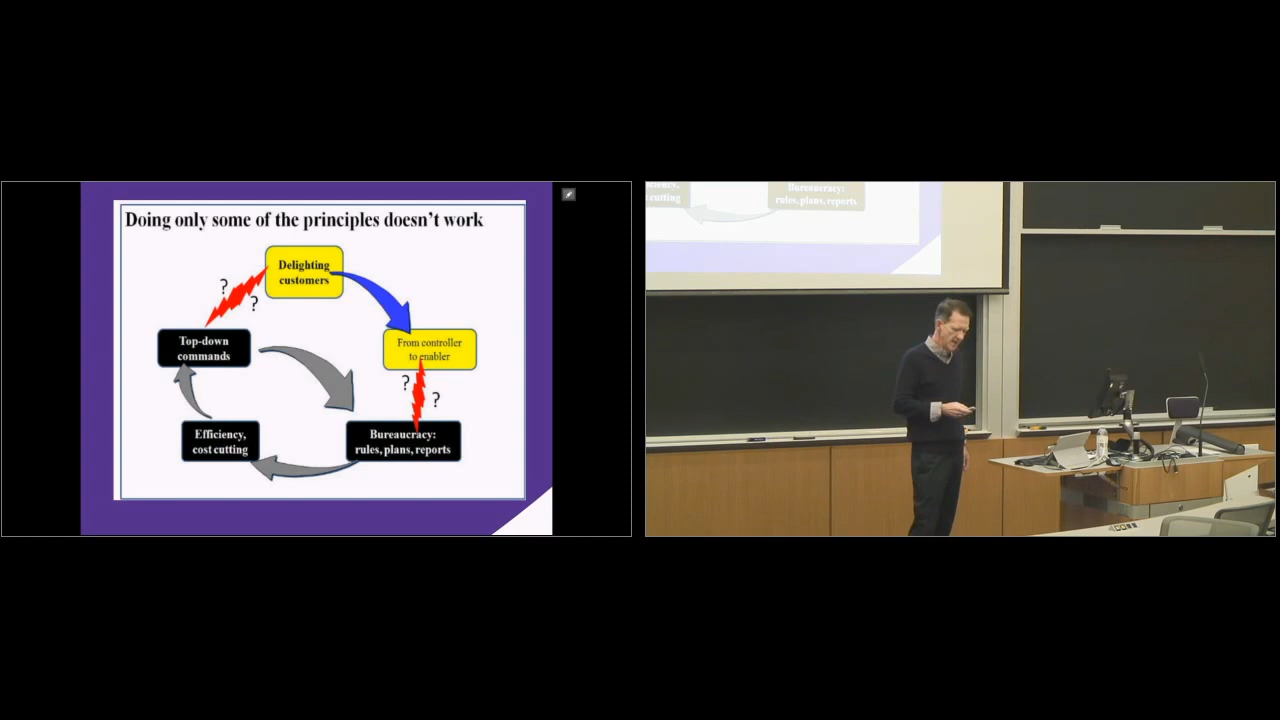 Doing only some of the principles doesn't work
Delighting
customers
?
?
Top-down
commands
From controller
to enabler
?
?
Efficiency,
cost cutting
Bureaucracy:
rules, plans, reports
cutting
Bureaucracy:
rules, plans, reports